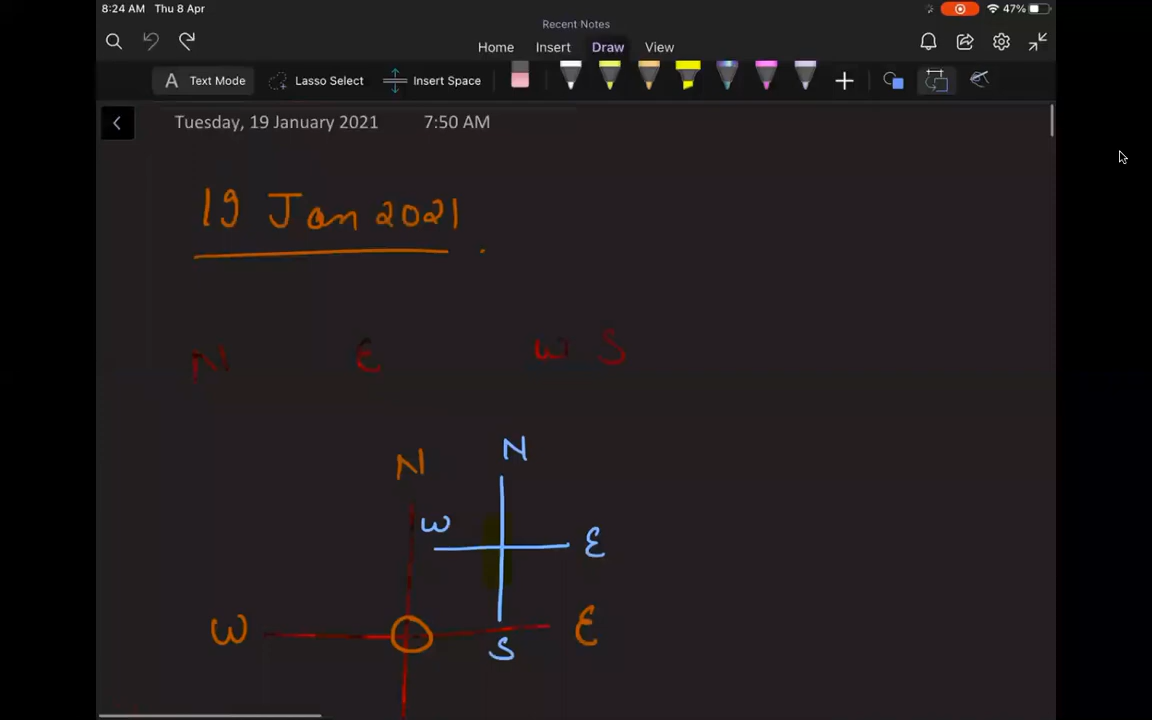 8:24 AM Thu 8 Apr
Recent Notes
47%
Home Insert Draw View
A Text Mode Lasso Select Insert Space
Tuesday, 19 January 2021 7:50 AM
19 Jan 2021
N E W S
N
N
W
E
W
E
S